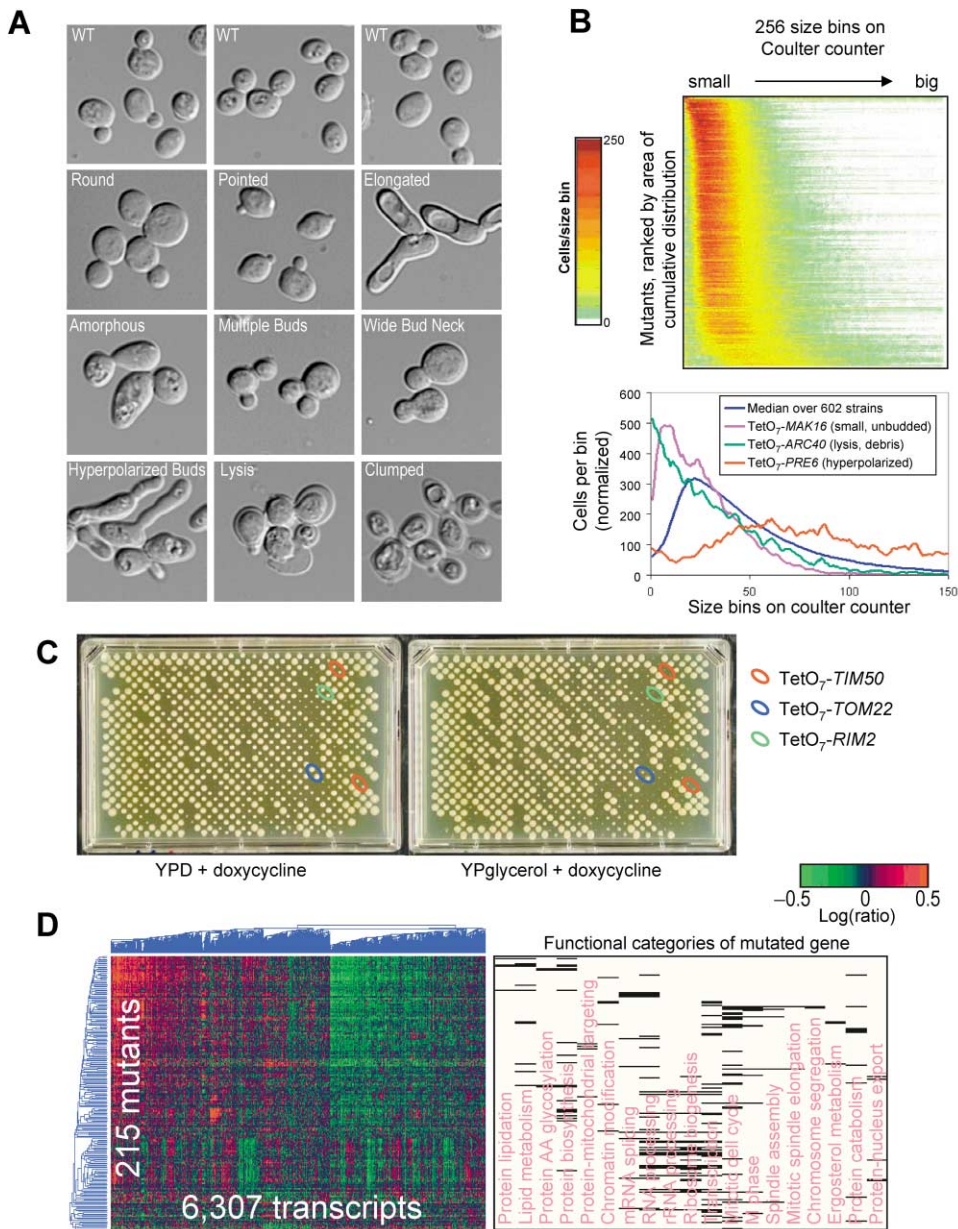 A
WT
WT
WT
Round
Pointed
Elongated
Amorphous
Multiple Buds
Wide Bud Neck
Hyperpolarized Buds
Lysis
Clumped
B
256 size bins on
Coulter counter
small
big
250
0
Cells/size bin
Mutants, ranked by area of
cumulative distribution
600
500
400
300
200
100
0
Cells per bin
(normalized)
Median over 602 strains
TetO7-MAK16 (small, unbudded)
TetO7-ARC40 (lysis, debris)
TetO7-PRE6 (hyperpolarized)
0
50
100
150
Size bins on coulter counter
C
TetO7-TIM50
TetO7-TOM22
TetO7-RIM2
YPD + doxycycline
YPglycerol + doxycycline
−0.5
0
0.5
Log(ratio)
D
215 mutants
6,307 transcripts
Functional categories of mutated gene
Protein lipidation
Lipid metabolism
Protein AA glycosylation
Protein biosynthesis
Protein-mitochondrial targeting
Chromatin modification
mRNA splicing
RNA processing
rRNA processing
Ribosome biogenesis
Transcription
Mitotic cell cycle
M phase
Spindle assembly
Mitotic spindle elongation
Chromosome segregation
Ergosterol metabolism
Protein catabolism
Protein-nucleus export